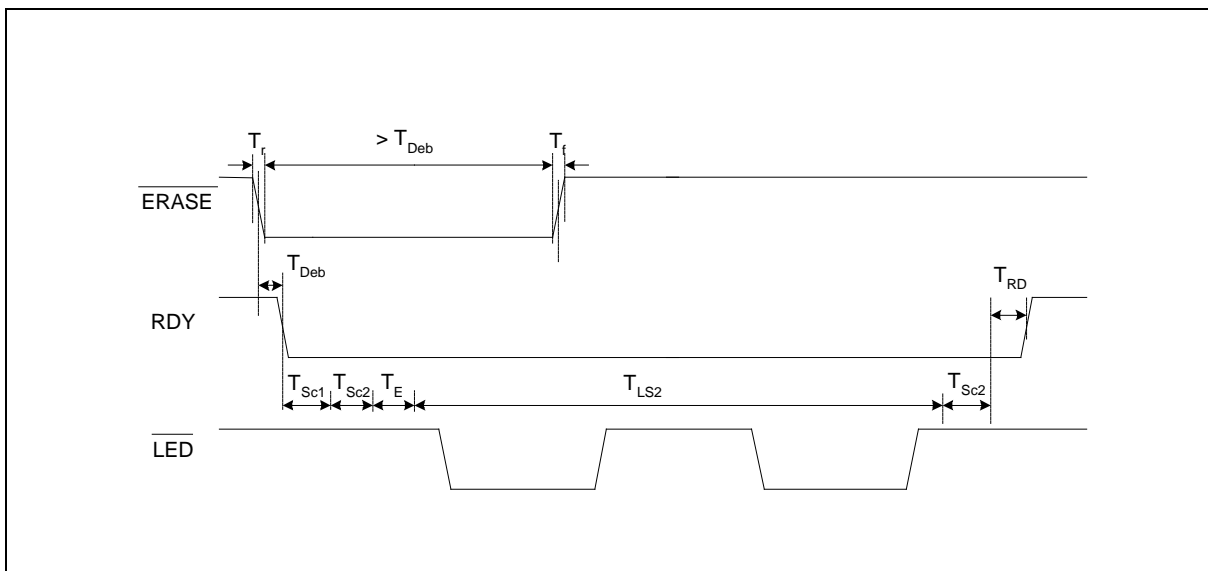 Tr
> TDeb
Tf
ERASE
TDeb
TRD
RDY
TSc1
TSc2
TE
TLS2
TSc2
LED